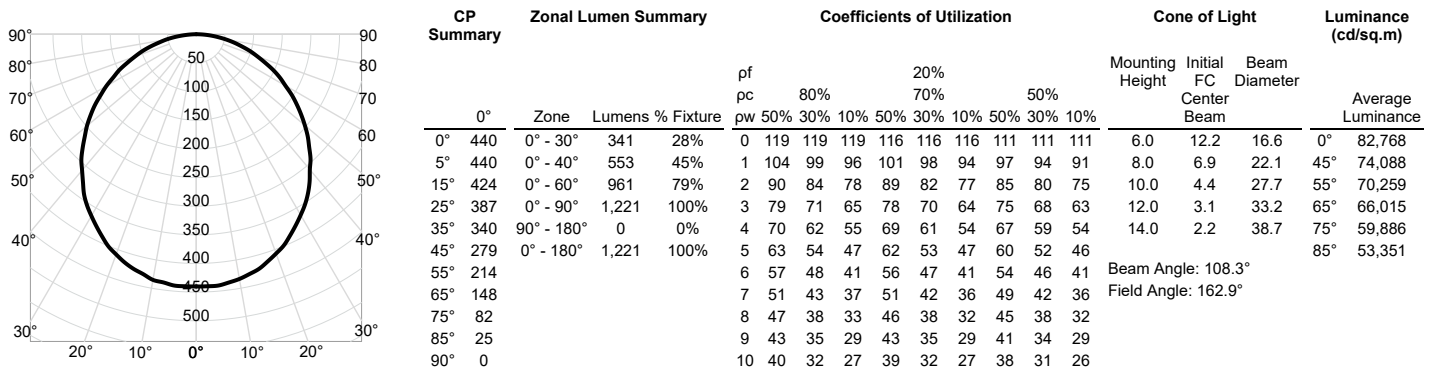 90°
80°
70°
60°
50°
40°
30°
20°
10°
0°
10°
20°
30°
40°
50°
60
70
80
90
50
100
150
200
250
300
350
400
450
500
CP Summary
0°
0° 440
5° 440
15° 424
25° 387
35° 340
45° 279
55° 214
65° 148
75° 82
85° 25
90° 0
Zonal Lumen Summary
Zone Lumens % Fixture
0° - 30° 341 28%
0° - 40° 553 45%
0° - 60° 961 79%
0° - 90° 1,221 100%
90° - 180° 0 0%
0° - 180° 1,221 100%
Coefficients of Utilization
ρf 20%
ρc 80% 70% 50%
ρw 50% 30% 10% 50% 30% 10% 50% 30% 10%
0 119 119 119 116 116 116 111 111 111
1 104 99 96 101 98 94 97 94 91
2 90 84 78 89 82 77 85 80 75
3 79 71 65 78 70 64 75 68 63
4 70 62 55 69 61 54 67 59 54
5 63 54 47 62 53 47 60 52 46
6 57 48 41 56 47 41 54 46 41
7 51 43 37 51 42 36 49 42 36
8 47 38 33 46 38 32 45 38 32
9 43 35 29 43 35 29 41 34 29
10 40 32 27 39 32 27 38 31 26
Cone of Light
Mounting Height Initial FC Center Beam Beam Diameter
6.0 12.2 16.6
8.0 6.9 22.1
10.0 4.4 27.7
12.0 3.1 33.2
14.0 2.2 38.7
Beam Angle: 108.3°
Field Angle: 162.9°
Luminance
(cd/sq.m)
Average
Luminance
0° 82,768
45° 74,088
55° 70,259
65° 66,015
75° 59,886
85° 53,351